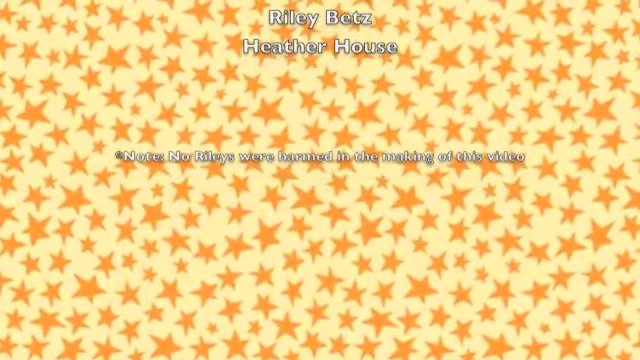 Riley Betz
Heather House
*Note: No Rileys were harmed in the making of this video